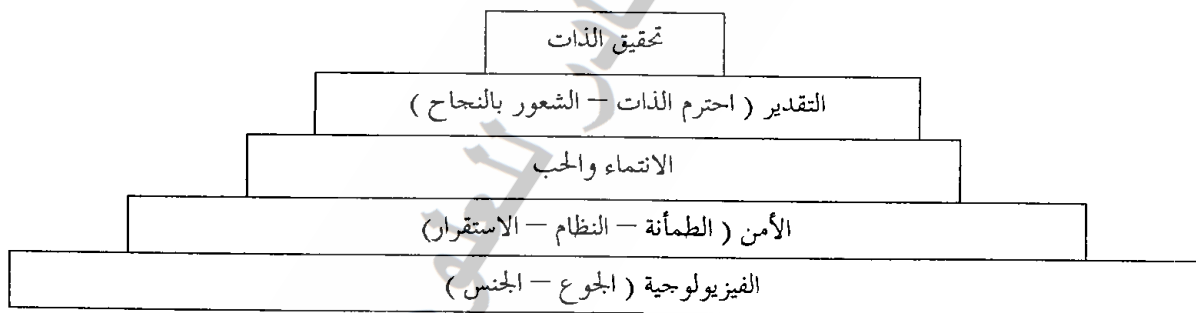 تحقيق الذات
التقدير ( احترم الذات – الشعور بالنجاح )
الانتماء والحب
الأمن ( الطمأنة – النظام – الاستقرار)
الفيزيولوجية ( الجوع – الجنس )